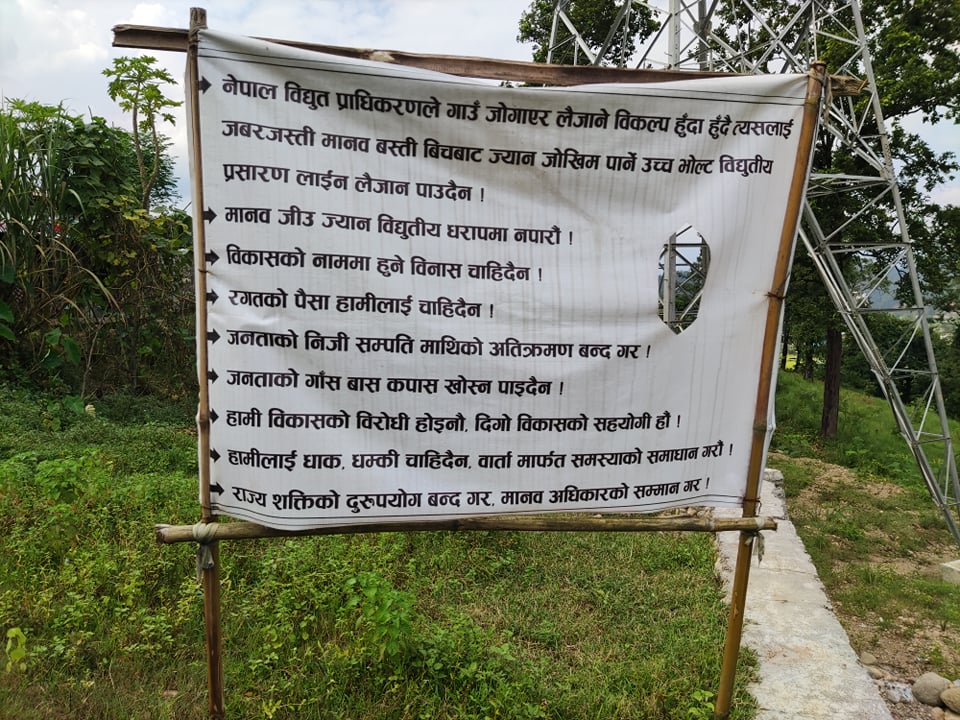 ➔ नेपाल विद्युत प्राधिकरणले गाउँ जोगाएर लैजाने विकल्प हुँदा हुँदै त्यसलाई
जबरजस्ती मानव बस्ती बिचबाट ज्यान जोखिम पार्ने उच्च भोल्ट विद्युतीय
प्रसारण लाईन लैजान पाउदैन !
➔ मानव जीउ ज्यान विद्युतीय धरापमा नपारौ !
➔ विकासको नाममा हुने विनास चाहिदैन !
➔ रगतको पैसा हामीलाई चाहिदैन !
➔ जनताको निजी सम्पति माथिको अतिक्रमण बन्द गर !
➔ जनताको गाँस बास कपास खोस्न पाइदैन !
➔ हामी विकासको विरोधी होइनौ, दिगो विकासको सहयोगी हौ !
➔ हामीलाई धाक, धम्की चाहिदैन, वार्ता मार्फत समस्याको समाधान गरौ !
➔ राज्य शक्तिको दुरुपयोग बन्द गर, मानव अधिकारको सम्मान गर !